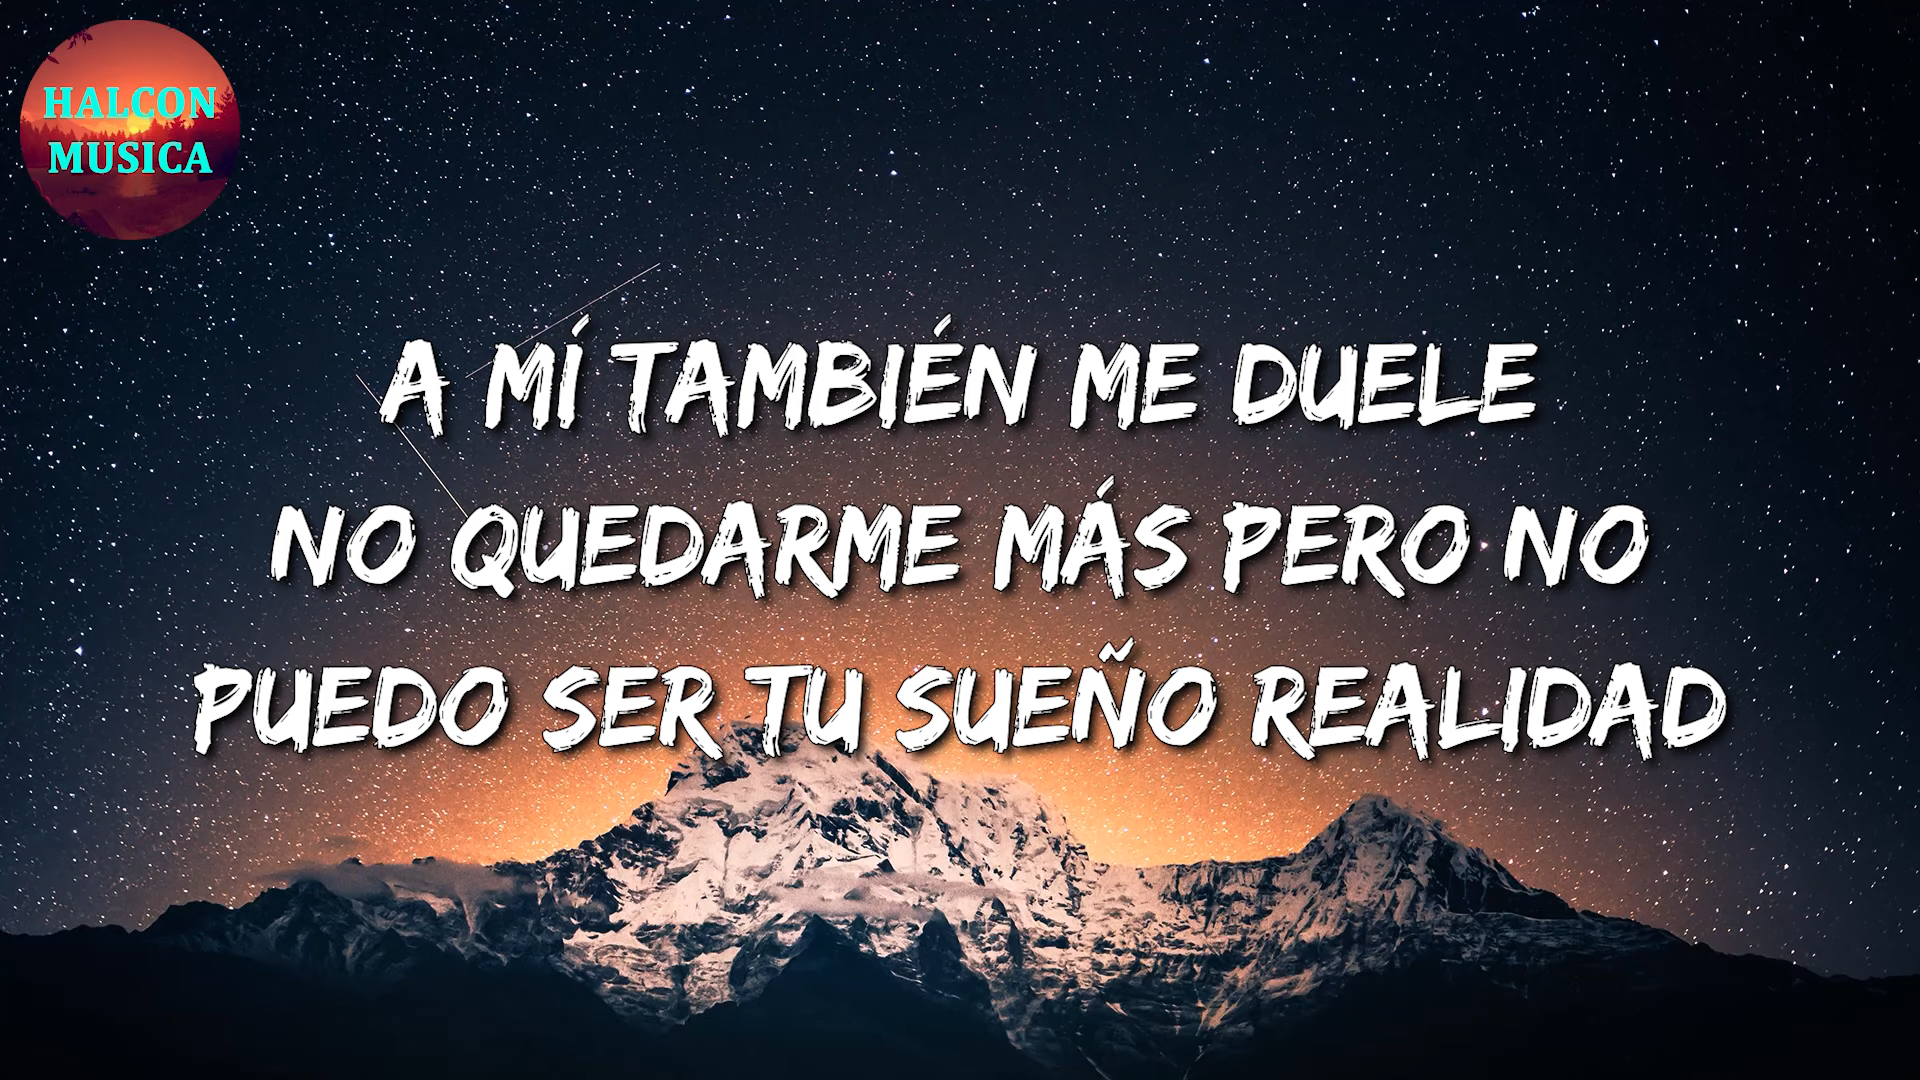 HALCON
MUSICA
A MÍ TAMBIÉN ME DUELE
NO QUEDARME MÁS PERO NO
PUEDO SER TU SUEÑO REALIDAD